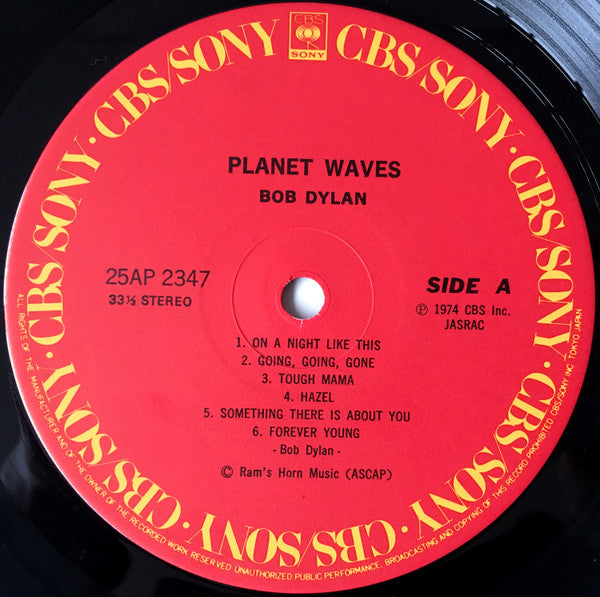 CBS
SONY
CBS/SONY · CBS/SONY · CBS/SONY · CBS/SONY · CBS/SONY · CBS/SONY · CBS/SONY · CBS/SONY
PLANET WAVES
BOB DYLAN
25AP 2347
33⅓ STEREO
SIDE A
Ⓟ 1974 CBS Inc.
JASRAC
1. ON A NIGHT LIKE THIS
2. GOING, GOING, GONE
3. TOUGH MAMA
4. HAZEL
5. SOMETHING THERE IS ABOUT YOU
6. FOREVER YOUNG
- Bob Dylan -
© Ram's Horn Music (ASCAP)
ALL RIGHTS OF THE MANUFACTURER AND OF THE OWNER OF THE RECORDED WORK RESERVED UNAUTHORIZED PUBLIC PERFORMANCE, BROADCASTING AND COPYING OF THIS RECORD PROHIBITED CBS/SONY INC. TOKYO JAPAN